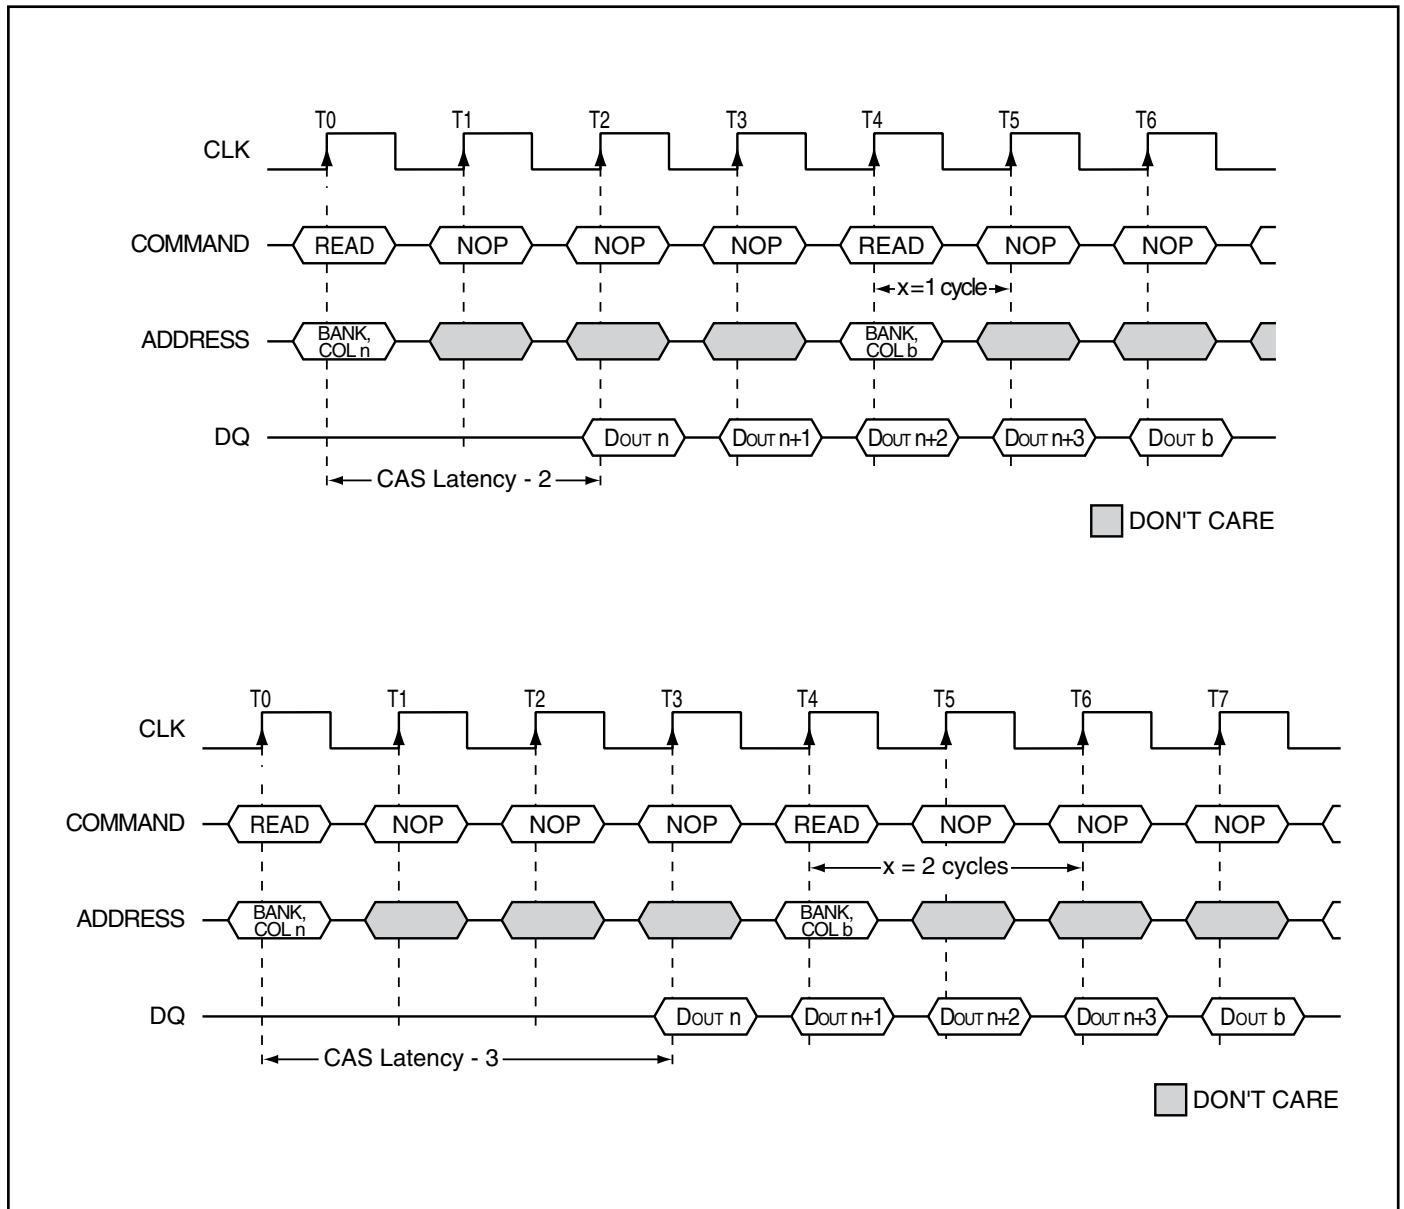 T0 T1 T2 T3 T4 T5 T6
CLK
COMMAND READ NOP NOP NOP READ NOP NOP
x=1 cycle
ADDRESS BANK, COL n BANK, COL b
DQ DOUT n DOUT n+1 DOUT n+2 DOUT n+3 DOUT b
CAS Latency - 2
DON'T CARE
T0 T1 T2 T3 T4 T5 T6 T7
CLK
COMMAND READ NOP NOP NOP READ NOP NOP NOP
x = 2 cycles
ADDRESS BANK, COL n BANK, COL b
DQ DOUT n DOUT n+1 DOUT n+2 DOUT n+3 DOUT b
CAS Latency - 3
DON'T CARE